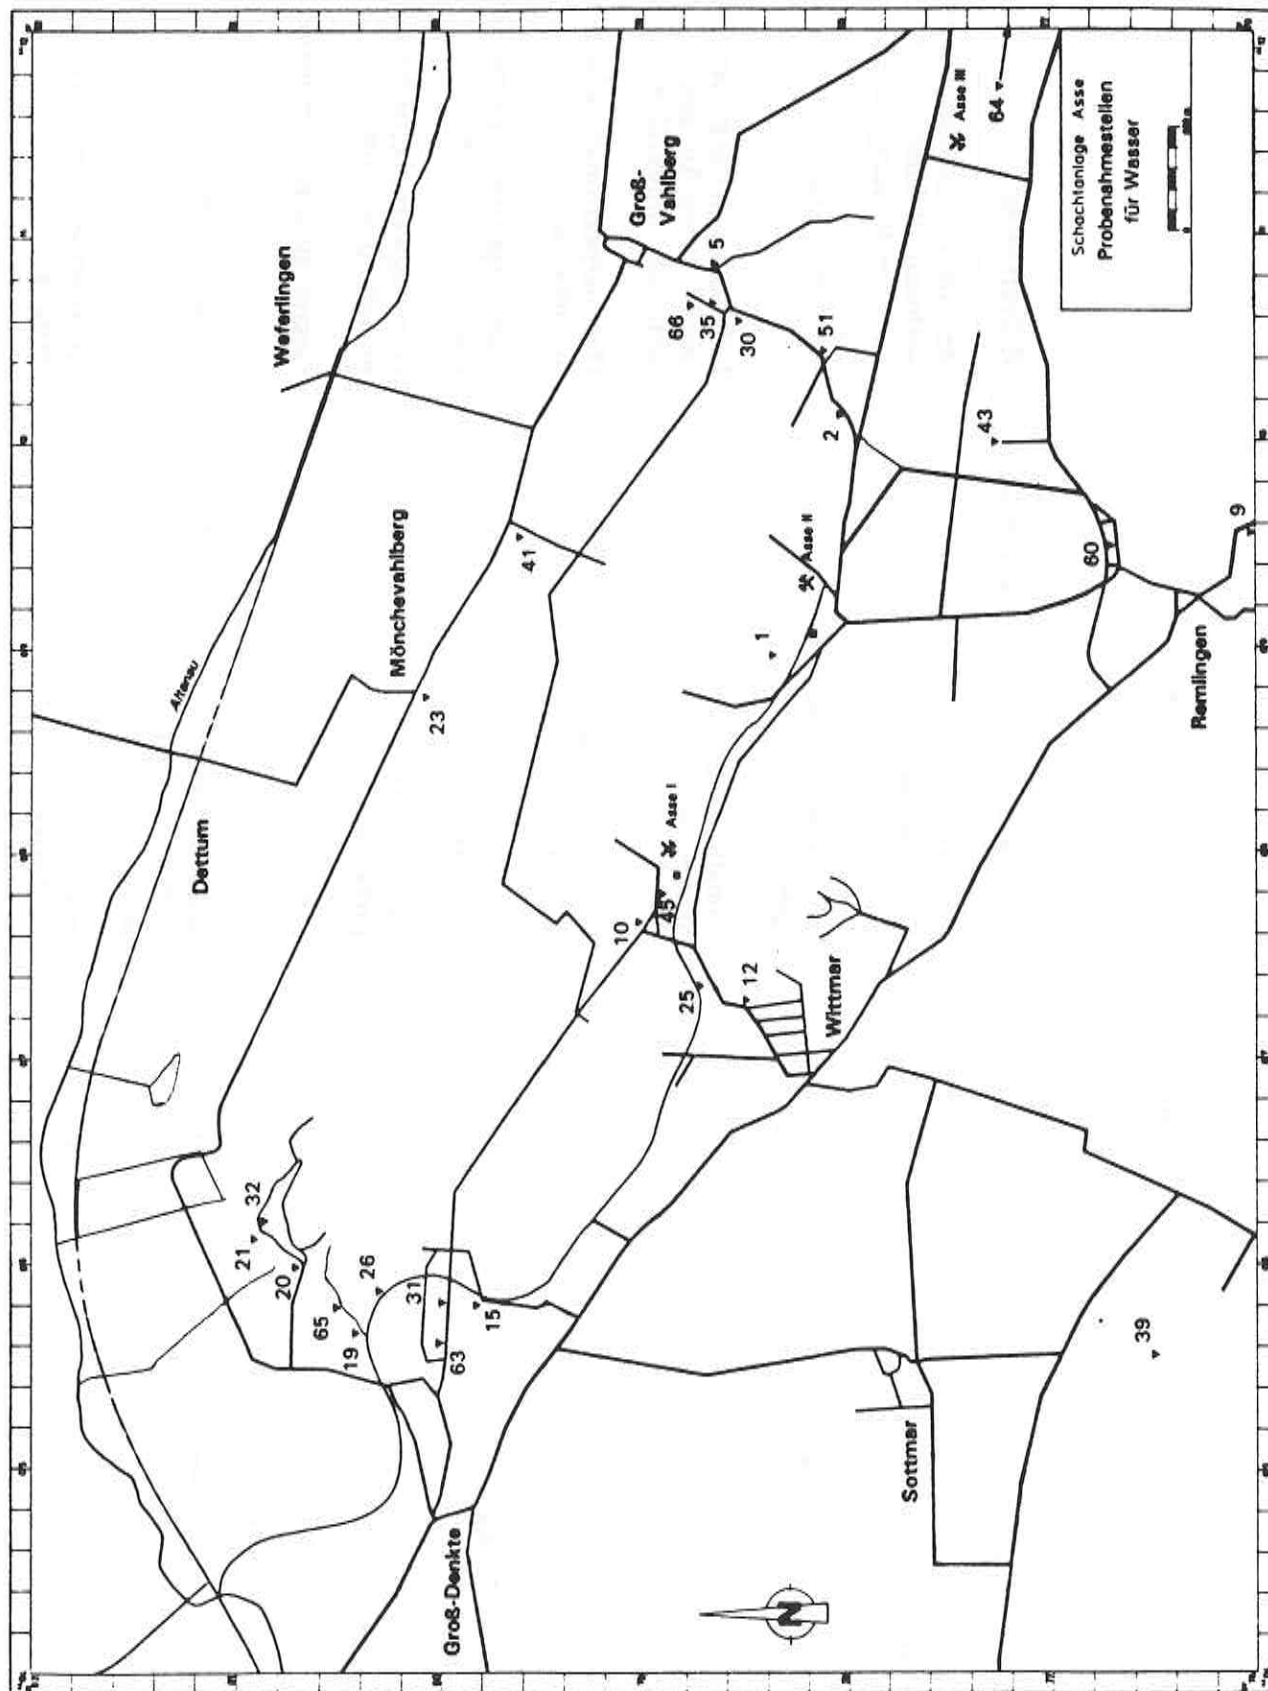 Weferlingen
Altenau
Dettum
Mönchevahlberg
Groß-
Vahlberg
Asse III
64
66
5
35
30
51
2
43
41
23
1
Asse II
60
9
Remlingen
Asse I
45
10
25
12
Wittmar
32
21
20
65
26
19
31
63
15
39
Sottmar
Groß-Denkte
N
Schachtanlage Asse
Probenahmestellen
für Wasser
0